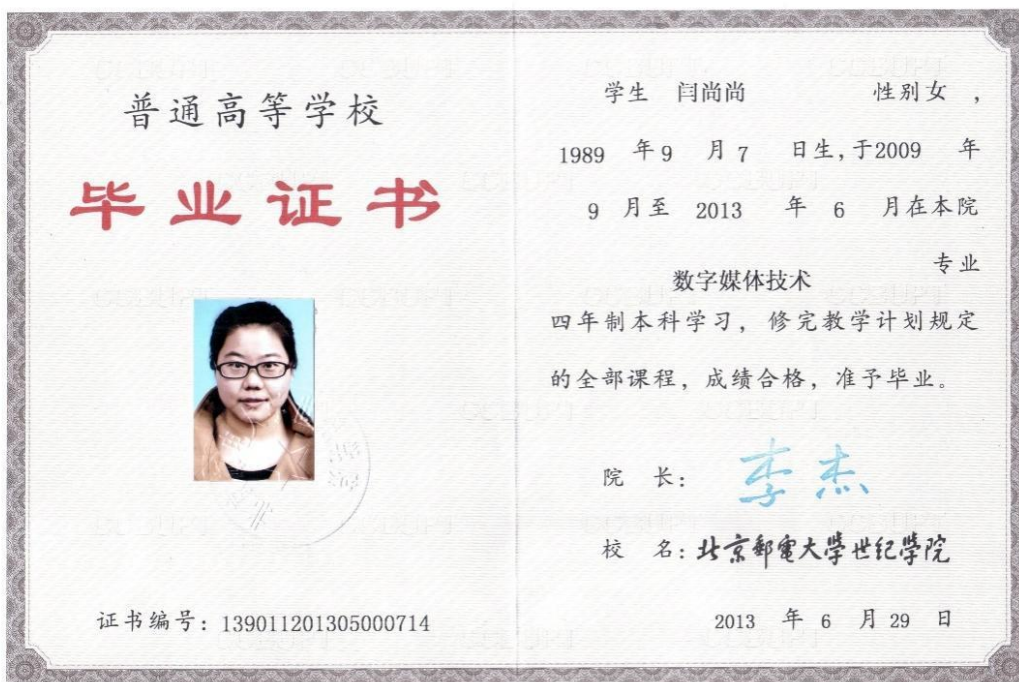 普通高等学校
毕业证书
证书编号：139011201305000714
学生 闫尚尚 性别女，
1989 年 9 月 7 日生，于2009 年
9 月至 2013 年 6 月在本院
专业
数字媒体技术
四年制本科学习，修完教学计划规定
的全部课程，成绩合格，准予毕业。
院 长：李杰
校 名：北京郵電大學世纪學院
2013 年 6 月 29 日